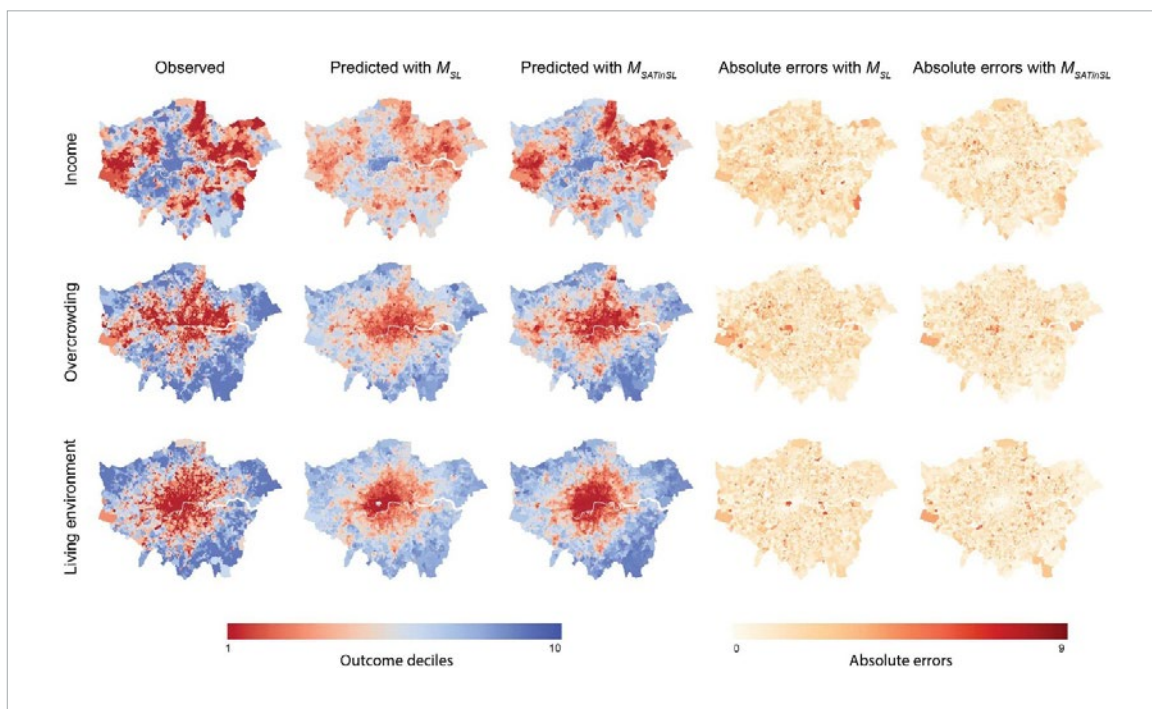 Observed
Predicted with M_SL
Predicted with M_SATinSL
Absolute errors with M_SL
Absolute errors with M_SATinSL
Income
Overcrowding
Living environment
1
10
Outcome deciles
0
9
Absolute errors